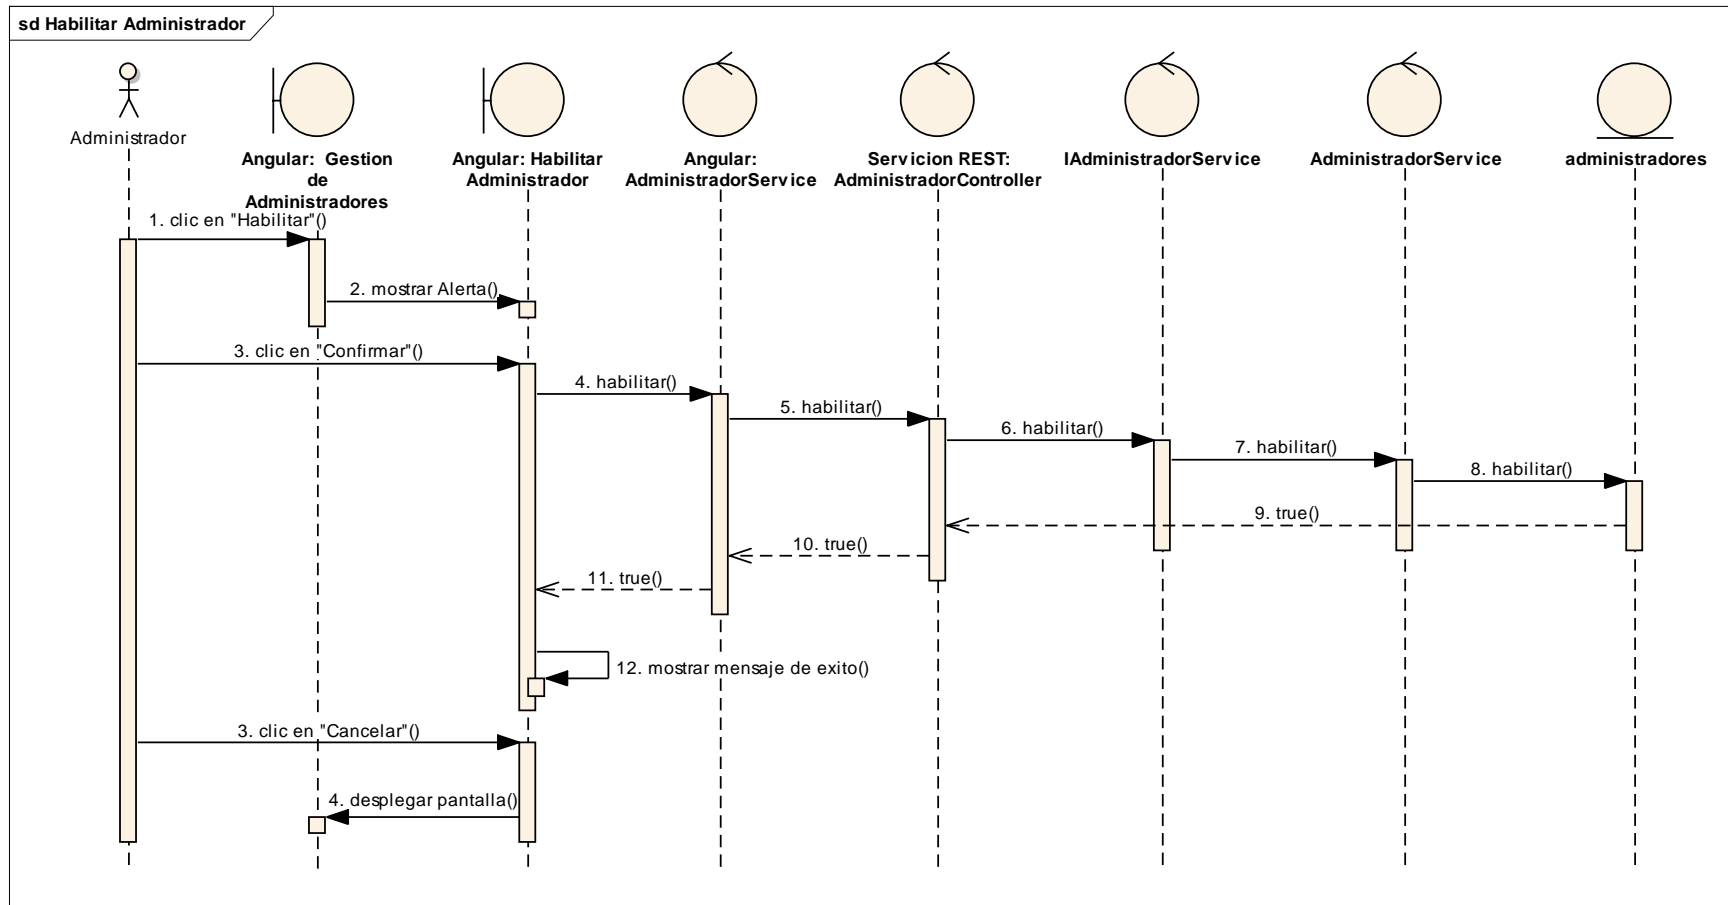 sd Habilitar Administrador
Administrador
Angular:  Gestion
de
Administradores
Angular: Habilitar
Administrador
Angular:
AdministradorService
Servicion REST:
AdministradorController
IAdministradorService
AdministradorService
administradores
1. clic en "Habilitar"()
2. mostrar Alerta()
3. clic en "Confirmar"()
4. habilitar()
5. habilitar()
6. habilitar()
7. habilitar()
8. habilitar()
9. true()
10. true()
11. true()
12. mostrar mensaje de exito()
3. clic en "Cancelar"()
4. desplegar pantalla()